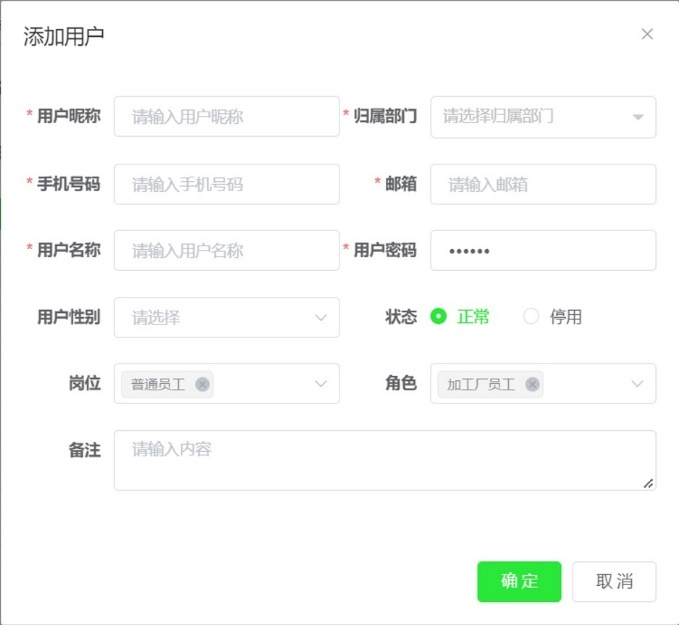 添加用户
* 用户昵称 请输入用户昵称 * 归属部门 请选择归属部门
* 手机号码 请输入手机号码 * 邮箱 请输入邮箱
* 用户名称 请输入用户名称 * 用户密码 ••••••
用户性别 请选择 状态 正常 停用
岗位 普通员工 角色 加工厂员工
备注 请输入内容
确 定 取 消